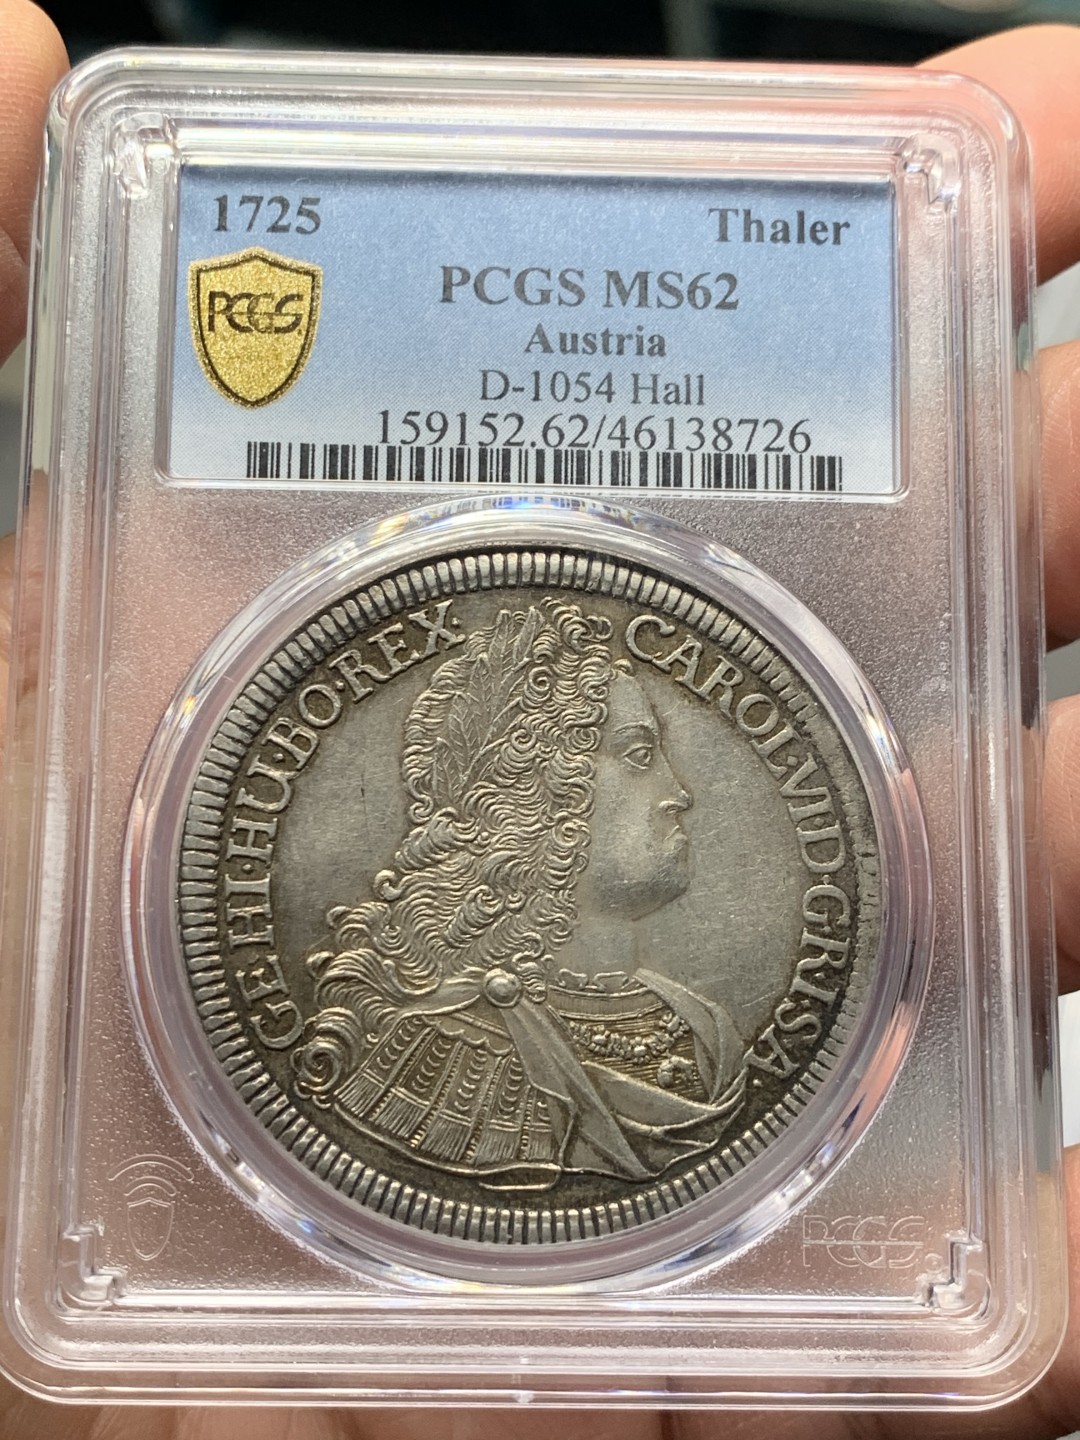 1725 Thaler
PCGS
PCGS MS62
Austria
D-1054 Hall
159152.62/46138726
CAROL·VI·D·GR·I·S·A·
GE·HI·HU·BO·REX·
PCGS